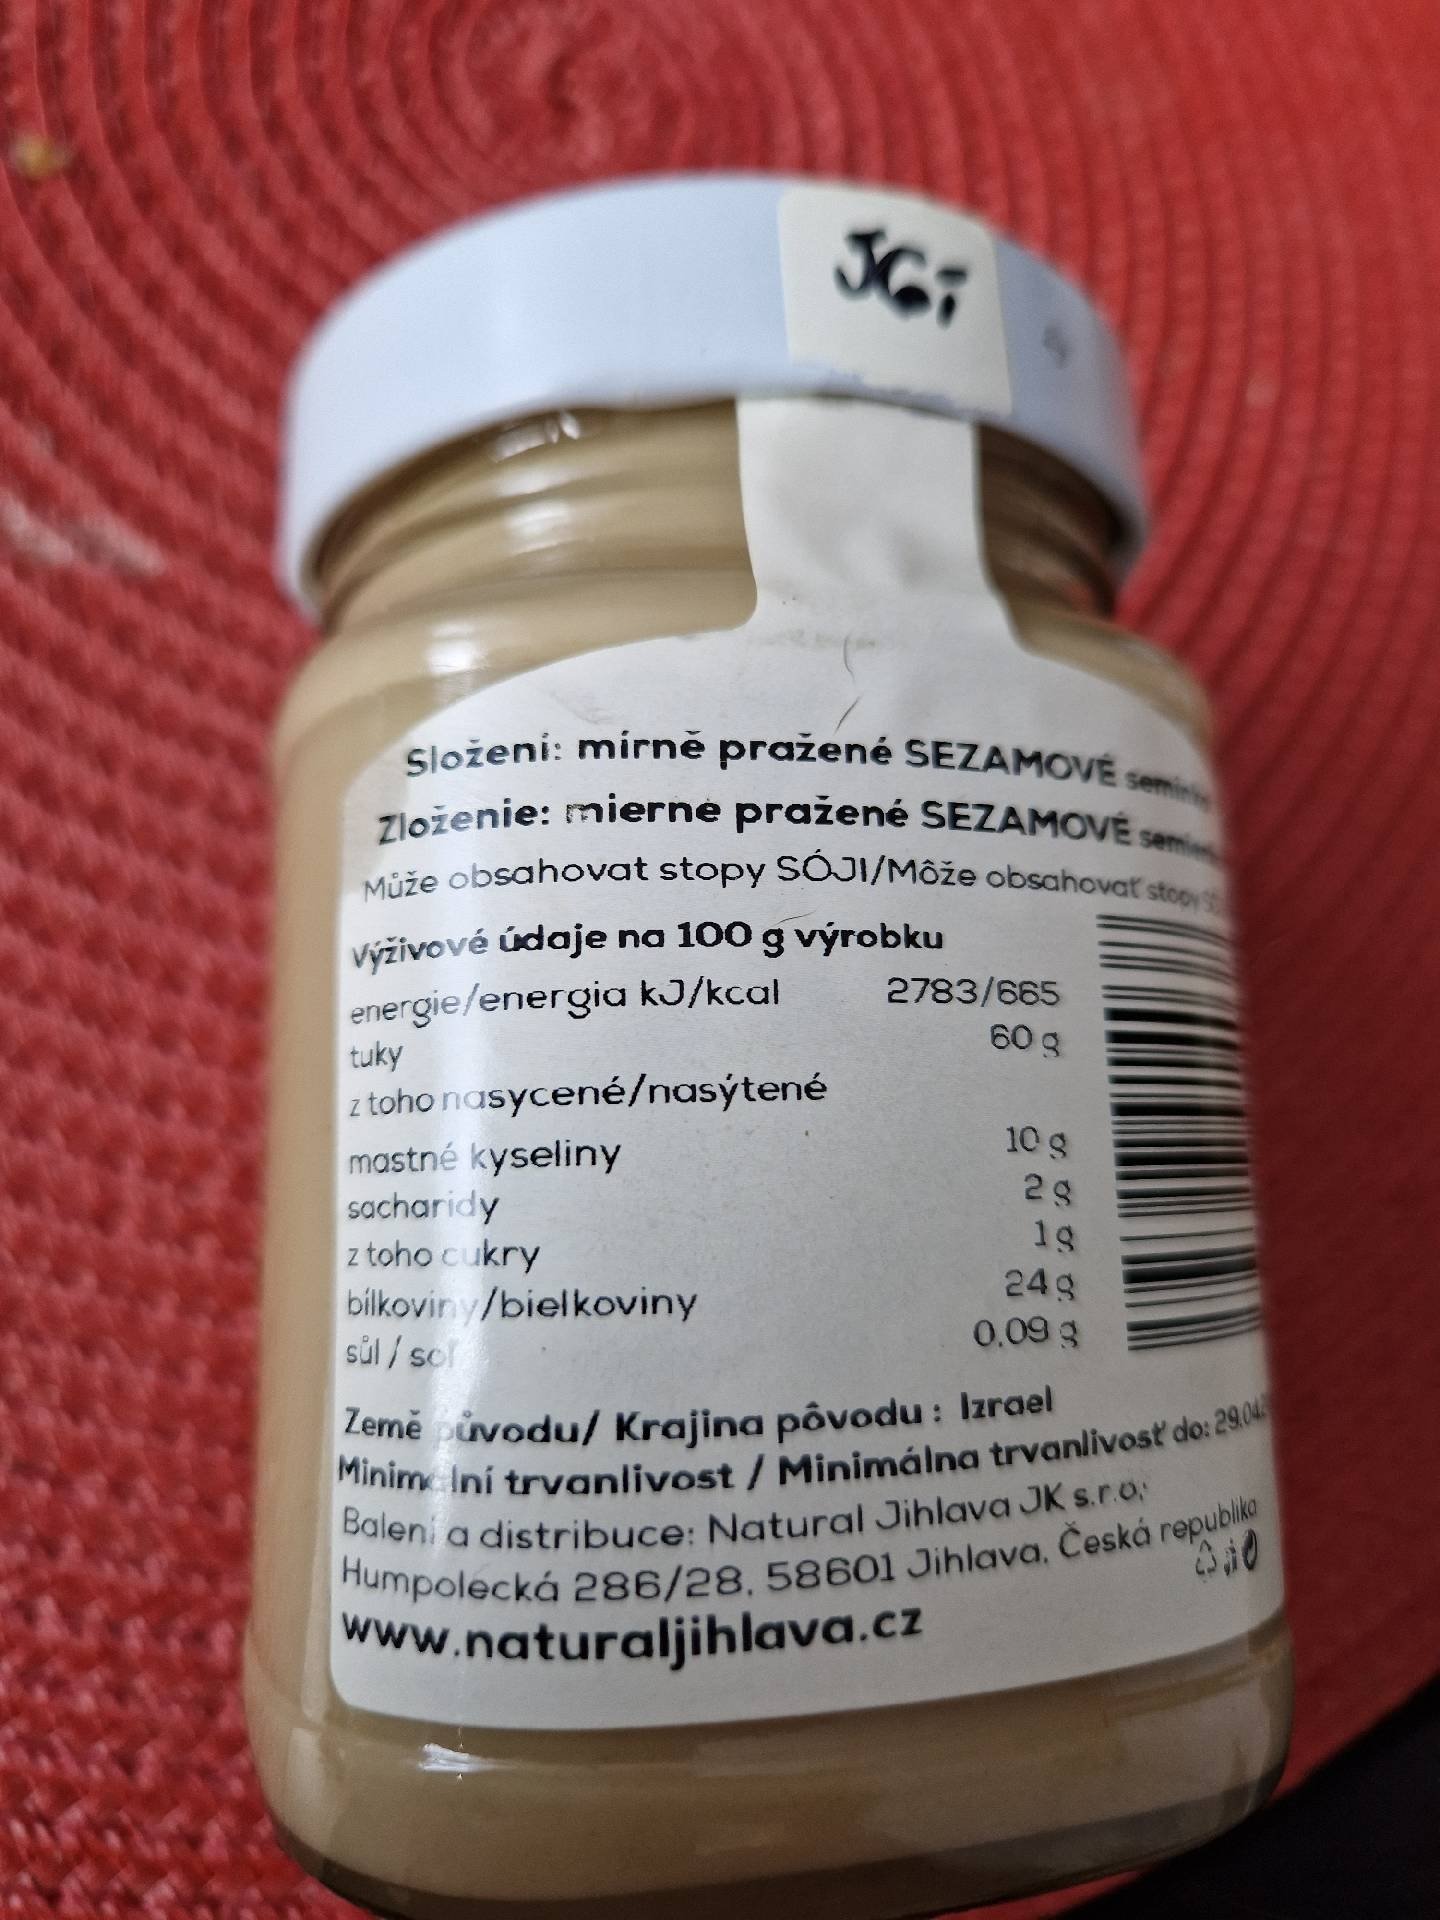 Složení: mírně pražené SEZAMOVÉ
Zloženie: mierne pražené SEZAMOVÉ
Může obsahovat stopy SÓJI/Môže obsahovať stopy
Výživové údaje na 100 g výrobku
energie/energia kJ/kcal 2783/665
tuky 60 g
z toho nasycené/nasýtené
mastné kyseliny 10 g
sacharidy 2 g
z toho cukry 1 g
bílkoviny/bielkoviny 24 g
sůl / soľ 0.09 g
Země původu/ Krajina pôvodu : Izrael
Minimální trvanlivost / Minimálna trvanlivosť do: 29.04.
Balení a distribuce: Natural Jihlava JK s.r.o.;
Humpolecká 286/28, 58601 Jihlava, Česká republika
www.naturaljihlava.cz